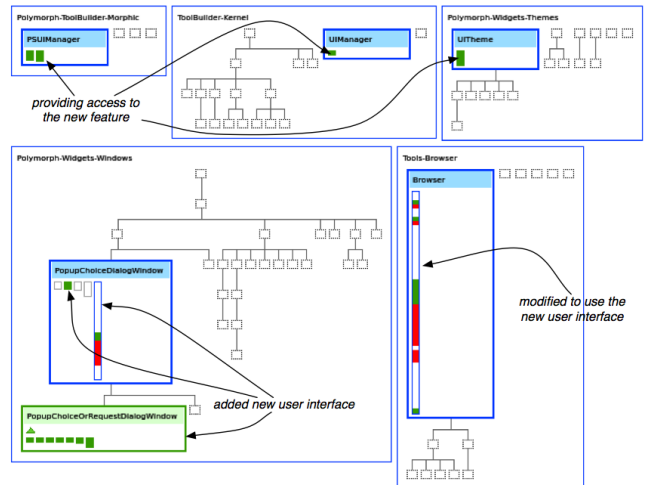 Polymorph-ToolBuilder-Morphic
PSUIManager
ToolBuilder-Kernel
UIManager
Polymorph-Widgets-Themes
UITheme
providing access to
the new feature
Polymorph-Widgets-Windows
PopupChoiceDialogWindow
added new user interface
PopupChoiceOrRequestDialogWindow
Tools-Browser
Browser
modified to use the
new user interface